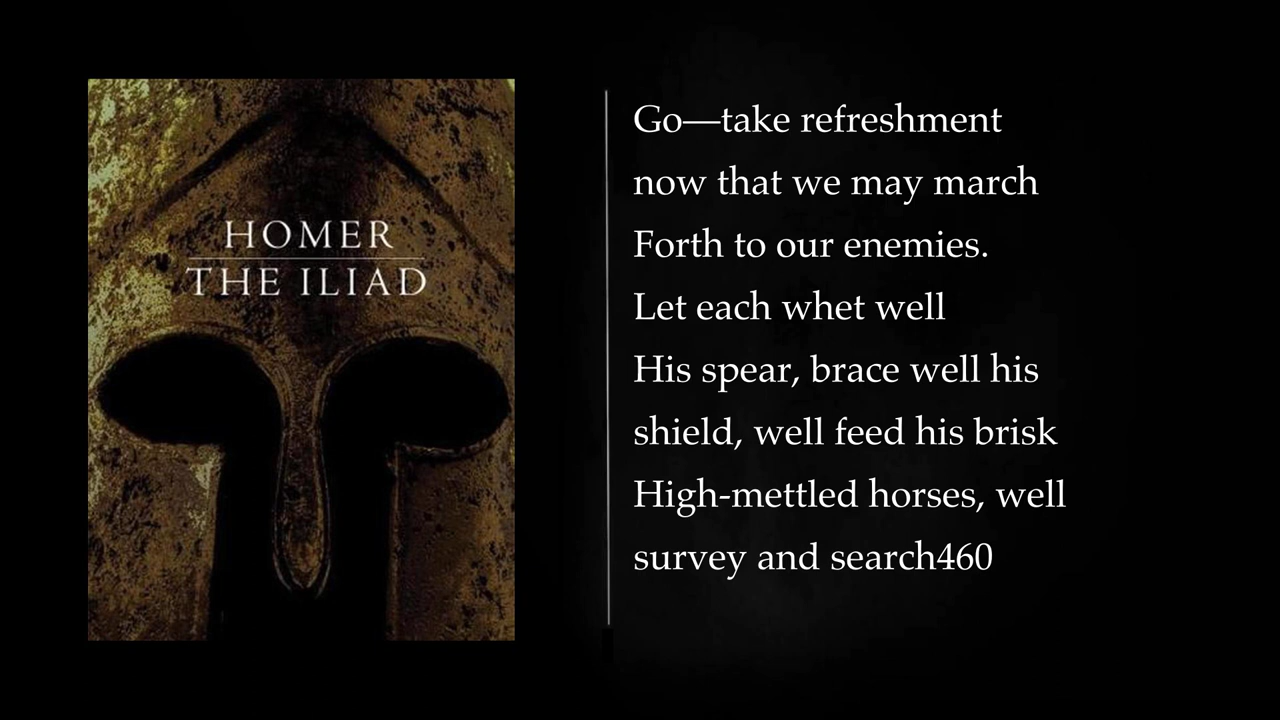 HOMER
THE ILIAD
Go—take refreshment
now that we may march
Forth to our enemies.
Let each whet well
His spear, brace well his
shield, well feed his brisk
High-mettled horses, well
survey and search460